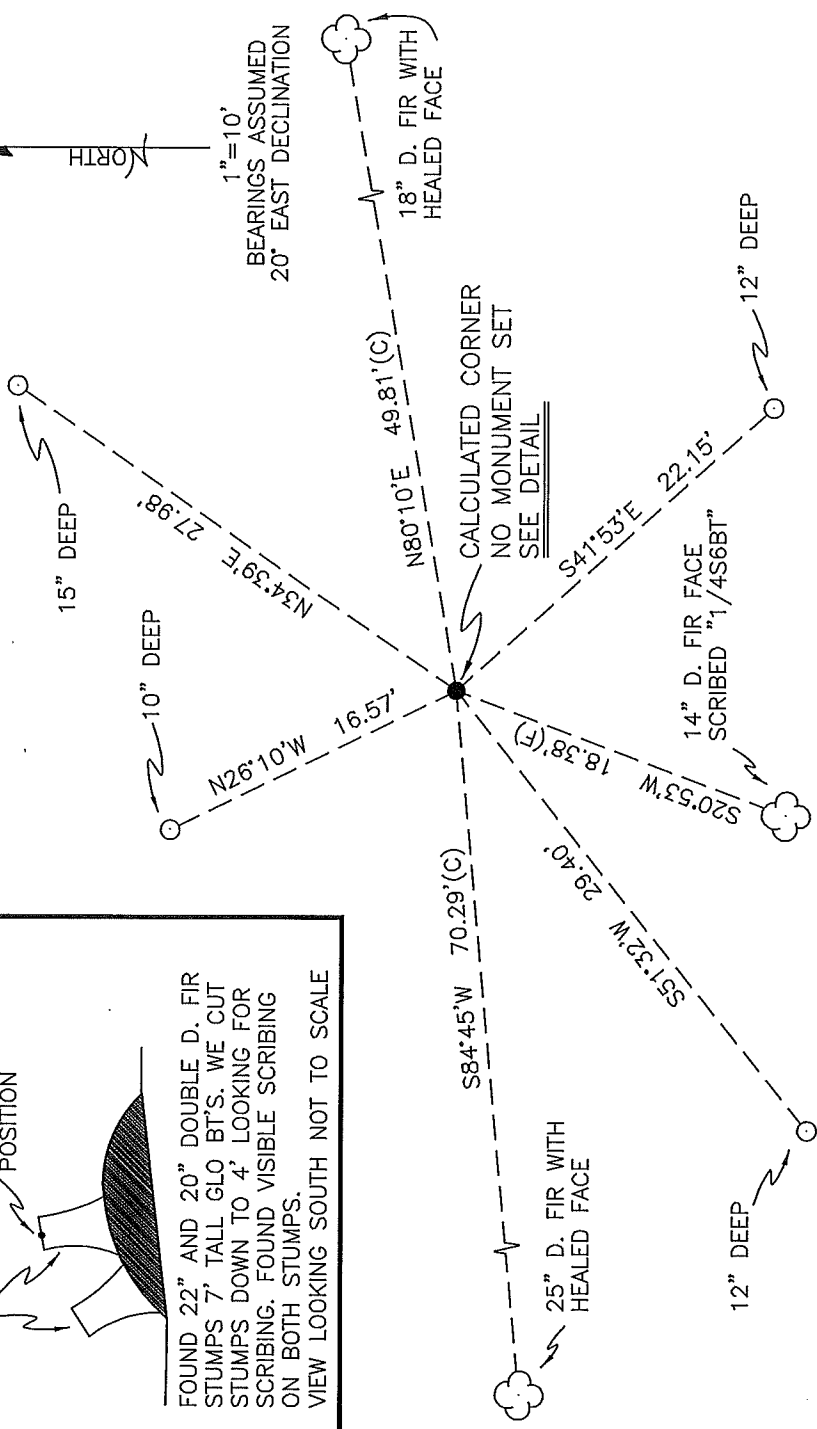 NORTH
1"=10'
BEARINGS ASSUMED
20° EAST DECLINATION
18" D. FIR WITH
HEALED FACE
15" DEEP
N34°39'E 27.98'
10" DEEP
N26°10'W 16.57'
N80°10'E 49.81'(C)
CALCULATED CORNER
NO MONUMENT SET
SEE DETAIL
S41°53'E 22.15'
12" DEEP
14" D. FIR FACE
SCRIBED "1/4S6BT"
S20°53'W 18.38'(F)
S51°32'W 29.40'
12" DEEP
S84°45'W 70.29'(C)
25" D. FIR WITH
HEALED FACE
POSITION
FOUND 22" AND 20" DOUBLE D. FIR
STUMPS 7' TALL GLO BT'S. WE CUT
STUMPS DOWN TO 4' LOOKING FOR
SCRIBING. FOUND VISIBLE SCRIBING
ON BOTH STUMPS.
VIEW LOOKING SOUTH NOT TO SCALE